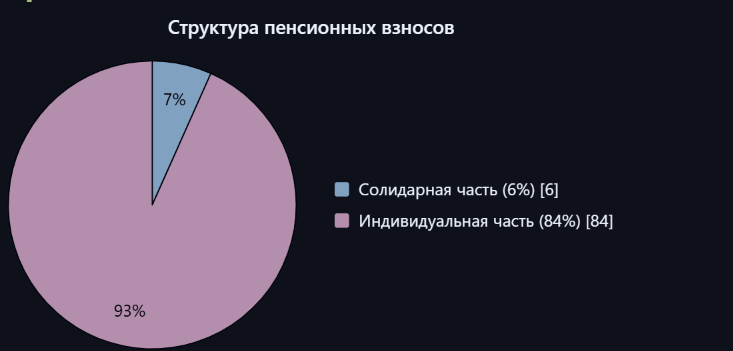 Структура пенсионных взносов
7%
Солидарная часть (6%) [6]
Индивидуальная часть (84%) [84]
93%